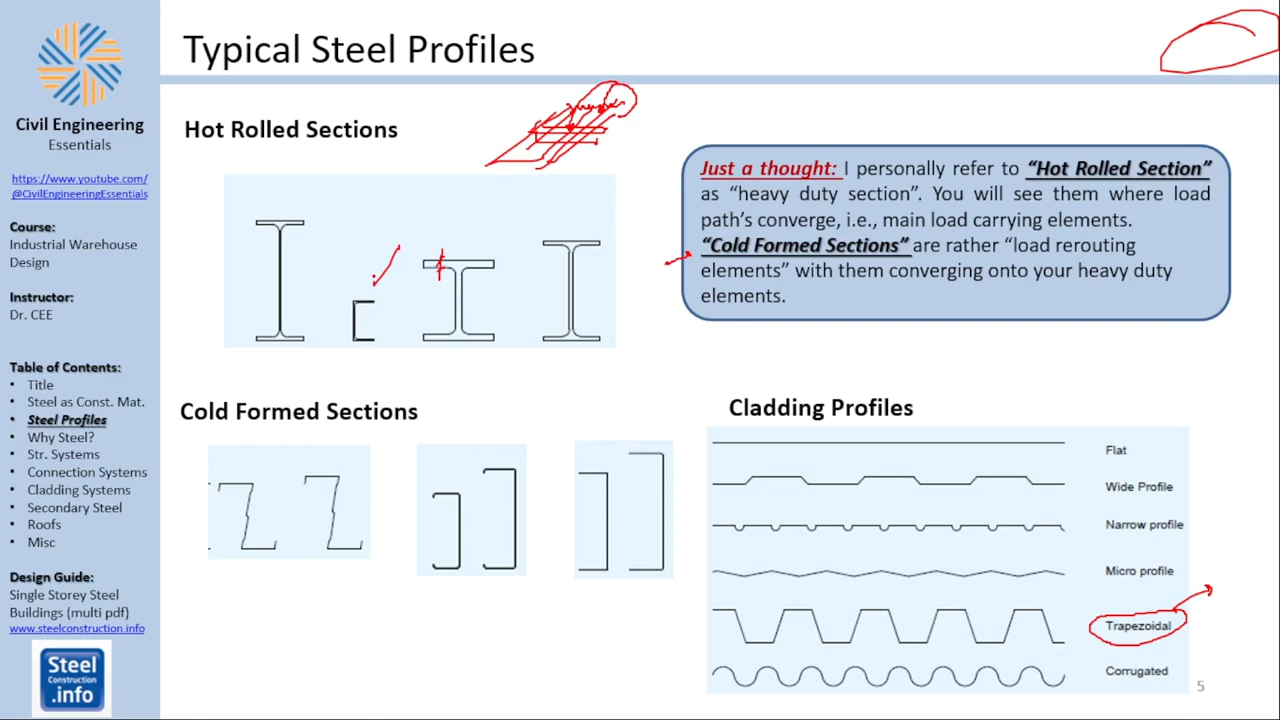 Typical Steel Profiles
Civil Engineering
Essentials
https://www.youtube.com/
@CivilEngineeringEssentials
Course:
Industrial Warehouse
Design
Instructor:
Dr. CEE
Table of Contents:
• Title
• Steel as Const. Mat.
• Steel Profiles
• Why Steel?
• Str. Systems
• Connection Systems
• Cladding Systems
• Secondary Steel
• Roofs
• Misc
Design Guide:
Single Storey Steel
Buildings (multi pdf)
www.steelconstruction.info
Steel
Construction
.info
Hot Rolled Sections
Just a thought: I personally refer to “Hot Rolled Section”
as “heavy duty section”. You will see them where load
path’s converge, i.e., main load carrying elements.
“Cold Formed Sections” are rather “load rerouting
elements” with them converging onto your heavy duty
elements.
Cold Formed Sections
Cladding Profiles
Flat
Wide Profile
Narrow profile
Micro profile
Trapezoidal
Corrugated
5